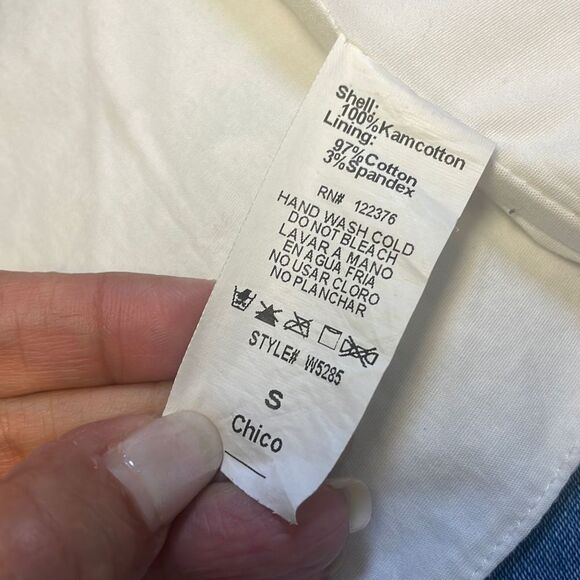 Shell:
100%Kamcotton
Lining:
97%Cotton
3%Spandex
RN# 122376
HAND WASH COLD
DO NOT BLEACH
LAVAR A MANO
EN AGUA FRIA
NO USAR CLORO
NO PLANCHAR
STYLE# W5285
S
Chico